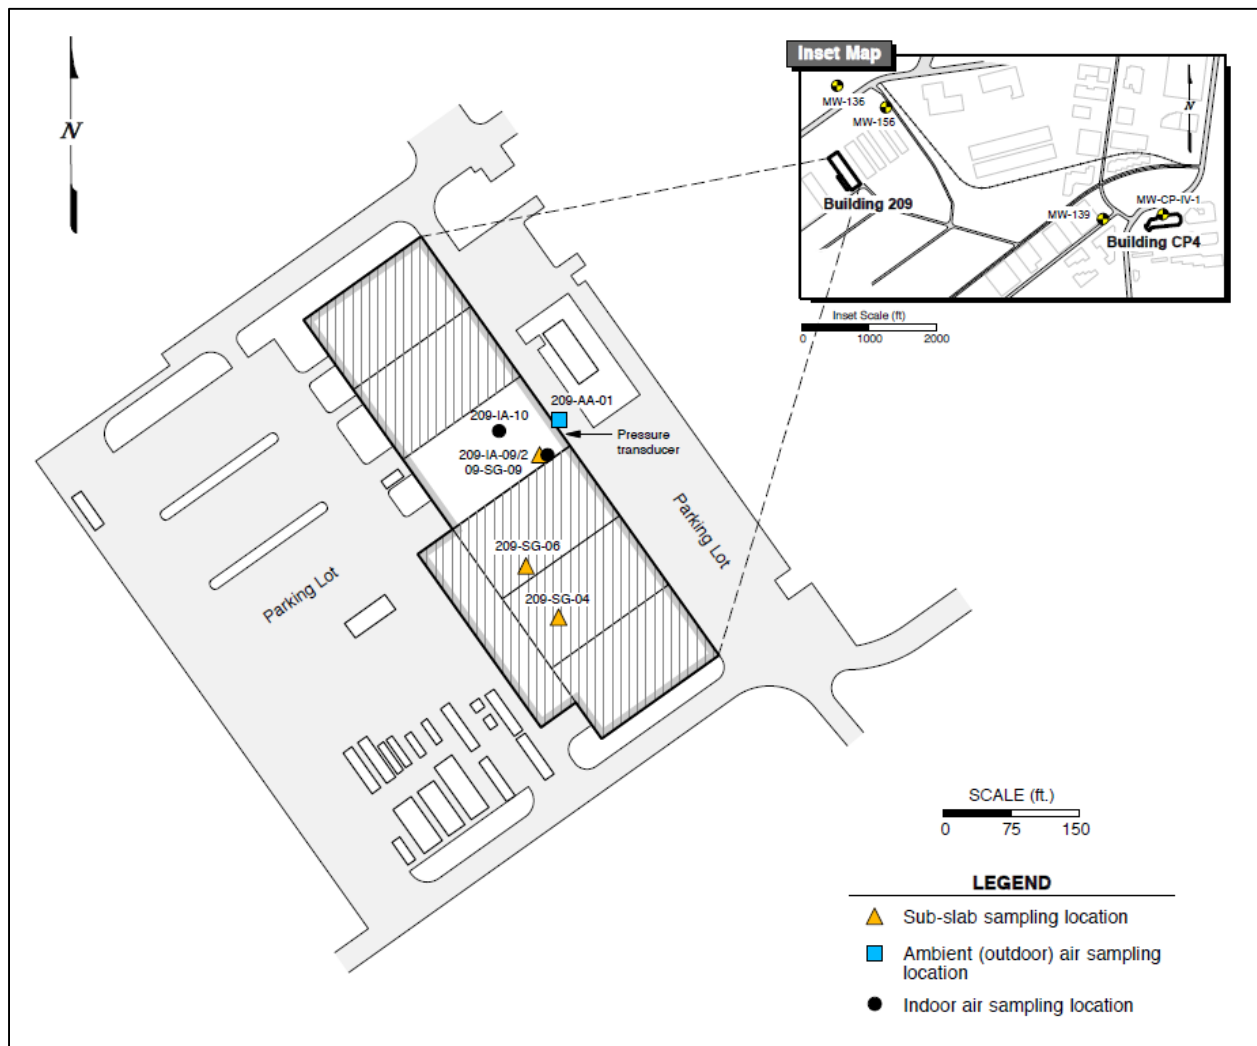 N
Inset Map
MW-136
MW-156
N
Building 209
MW-CP-IV-1
MW-139
Building CP4
Inset Scale (ft)
0 1000 2000
209-AA-01
209-IA-10
Pressure
transducer
209-IA-09/2
09-SG-09
Parking Lot
209-SG-06
Parking Lot
209-SG-04
SCALE (ft.)
0 75 150
LEGEND
Sub-slab sampling location
Ambient (outdoor) air sampling
location
Indoor air sampling location